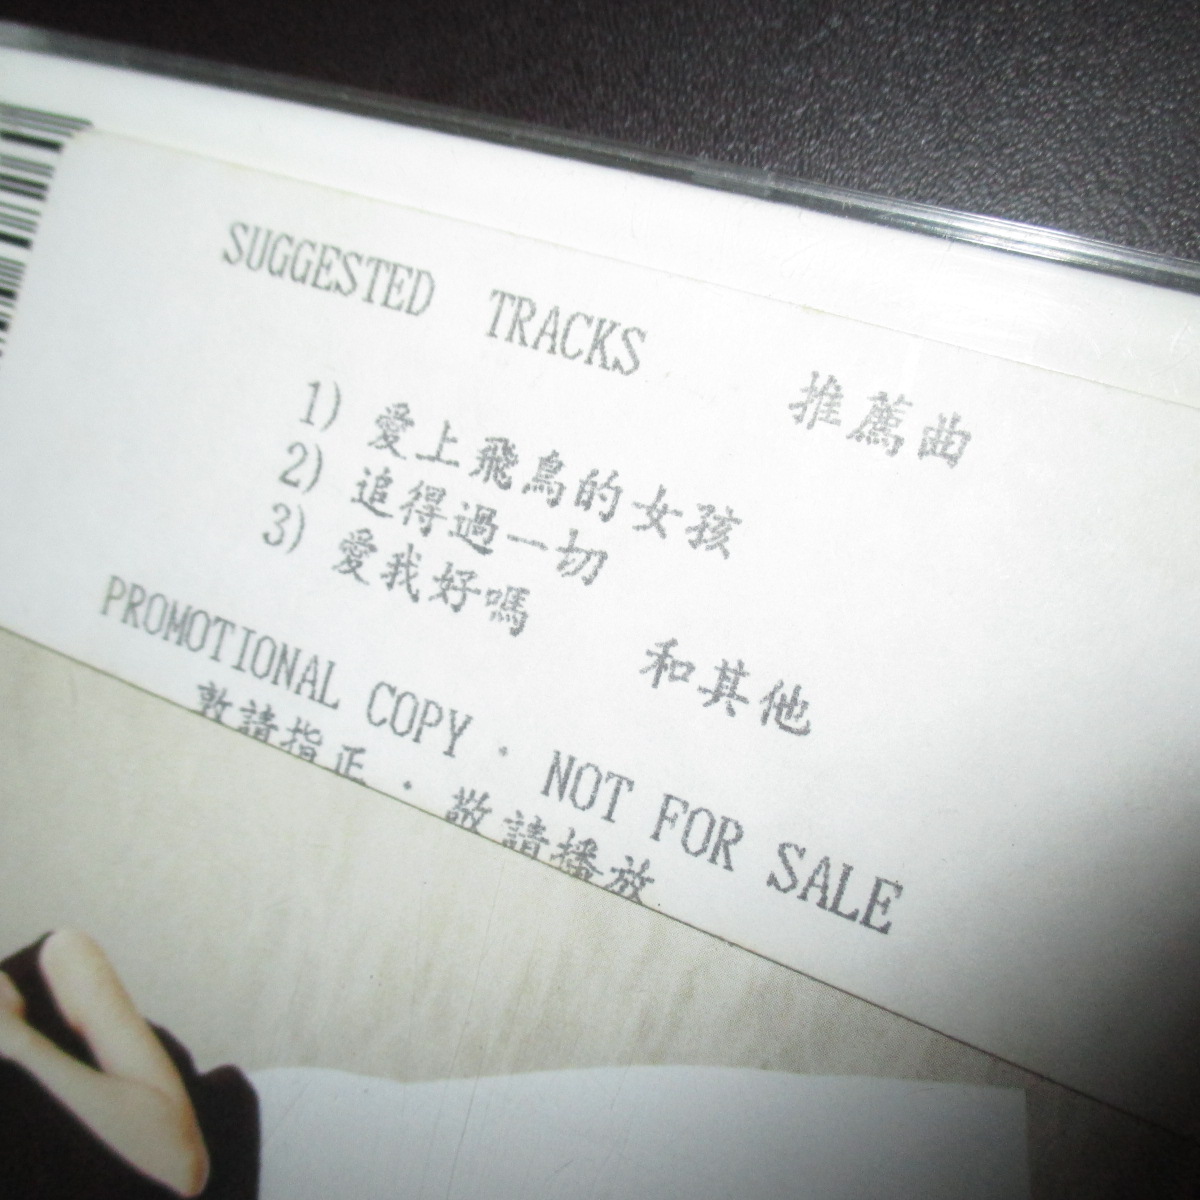 SUGGESTED TRACKS 推薦曲
1) 愛上飛鳥的女孩
2) 追得過一切
3) 愛我好嗎 和其他
PROMOTIONAL COPY · NOT FOR SALE
敦請指正 · 敬請播放